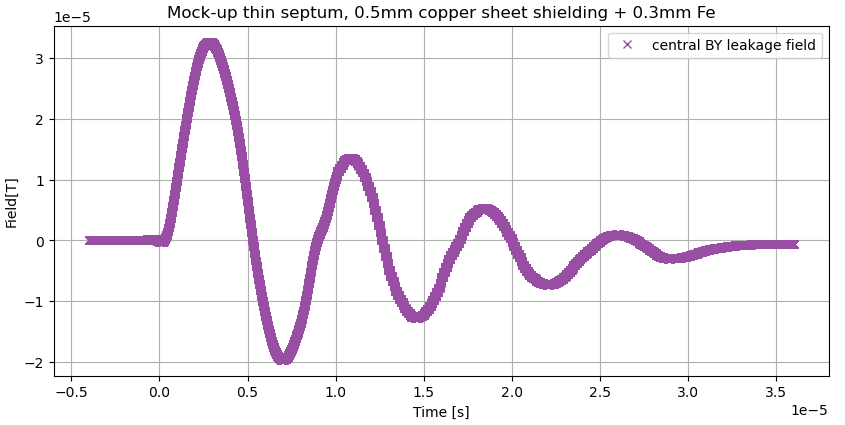 Mock-up thin septum, 0.5mm copper sheet shielding + 0.3mm Fe
1e−5
central BY leakage field
3
2
1
0
−1
−2
Field[T]
−0.5 0.0 0.5 1.0 1.5 2.0 2.5 3.0 3.5
1e−5
Time [s]